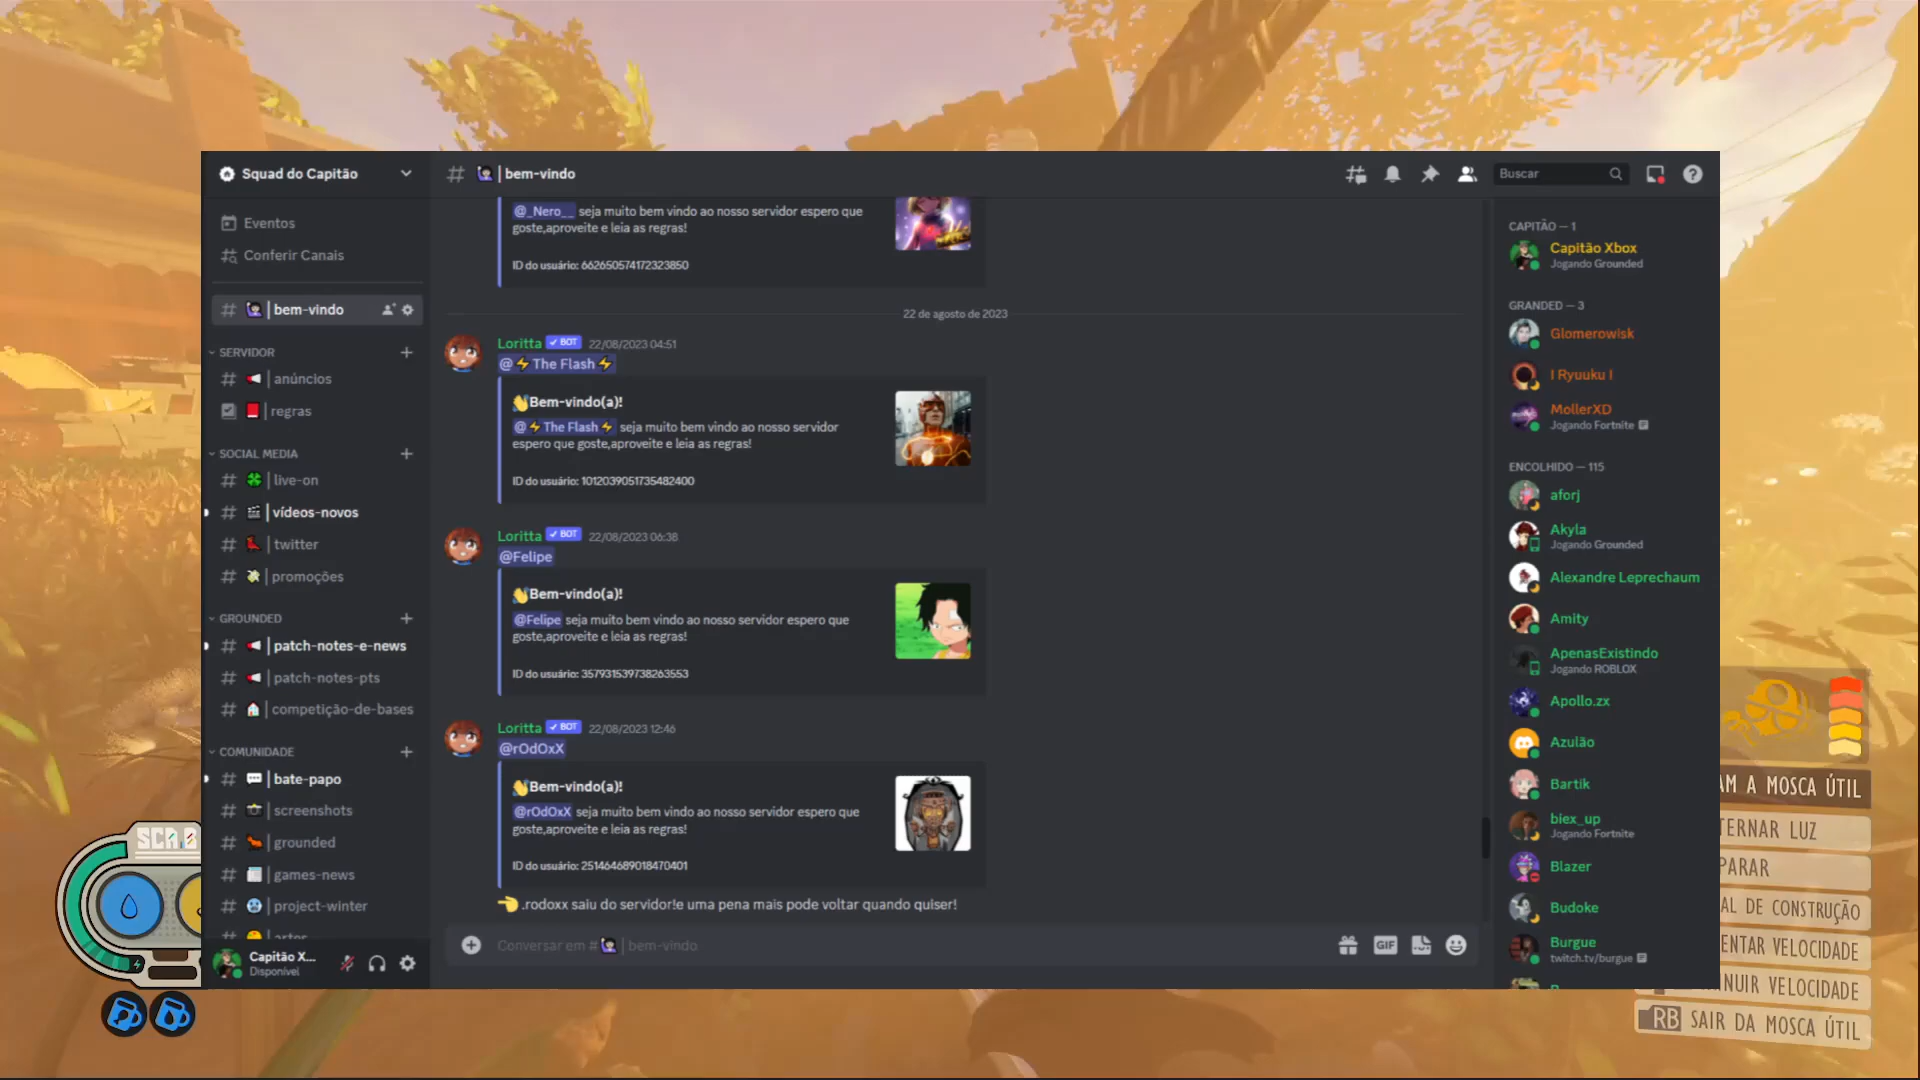 Squad do Capitão
Eventos
Conferir Canais
bem-vindo
SERVIDOR
anúncios
regras
SOCIAL MEDIA
live-on
vídeos-novos
twitter
promoções
GROUNDED
patch-notes-e-news
patch-notes-pts
competição-de-bases
COMUNIDADE
bate-papo
screenshots
grounded
games-news
project-winter
Capitão X...
Disponível
# | bem-vindo
@_Nero__ seja muito bem vindo ao nosso servidor espero que
goste,aproveite e leia as regras!
ID do usuário: 662650574172323850
22 de agosto de 2023
Loritta BOT 22/08/2023 04:51
@⚡The Flash⚡
👋Bem-vindo(a)!
@⚡The Flash⚡ seja muito bem vindo ao nosso servidor
espero que goste,aproveite e leia as regras!
ID do usuário: 1012039051735482400
Loritta BOT 22/08/2023 06:38
@Felipe
👋Bem-vindo(a)!
@Felipe seja muito bem vindo ao nosso servidor espero que
goste,aproveite e leia as regras!
ID do usuário: 357931539738263553
Loritta BOT 22/08/2023 12:46
@rOdOxX
👋Bem-vindo(a)!
@rOdOxX seja muito bem vindo ao nosso servidor espero que
goste,aproveite e leia as regras!
ID do usuário: 251464689018470401
.rodoxx saiu do servidor!e uma pena mais pode voltar quando quiser!
Conversar em # | bem-vindo
GIF
Buscar
CAPITÃO — 1
Capitão Xbox
Jogando Grounded
GRANDED — 3
Glomerowisk
I Ryuuku I
MollerXD
Jogando Fortnite
ENCOLHIDO — 115
aforj
Akyla
Jogando Grounded
Alexandre Leprechaum
Amity
ApenasExistindo
Jogando ROBLOX
Apollo.zx
Azulão
Bartik
biex_up
Jogando Fortnite
Blazer
Budoke
Burgue
twitch.tv/burgue
SCA.B
AM A MOSCA ÚTIL
TERNAR LUZ
PARAR
AL DE CONSTRUÇÃO
ENTAR VELOCIDADE
NUIR VELOCIDADE
RB SAIR DA MOSCA ÚTIL